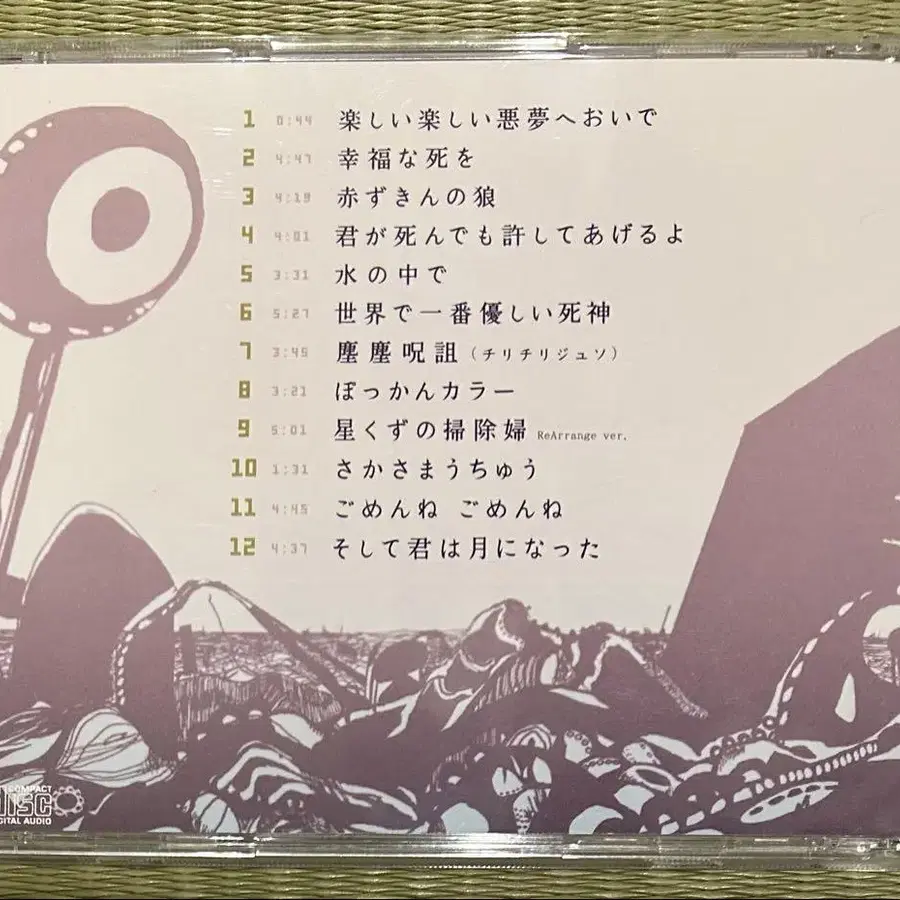 1 0:44 楽しい楽しい悪夢へおいで
2 4:47 幸福な死を
3 4:19 赤ずきんの狼
4 4:01 君が死んでも許してあげるよ
5 3:31 水の中で
6 5:27 世界で一番優しい死神
7 3:45 塵塵呪詛(チリチリジュソ)
8 3:21 ぽっかんカラー
9 5:01 星くずの掃除婦 ReArrange ver.
10 1:31 さかさまうちゅう
11 4:45 ごめんね ごめんね
12 4:37 そして君は月になった
COMPACT
disc
DIGITAL AUDIO